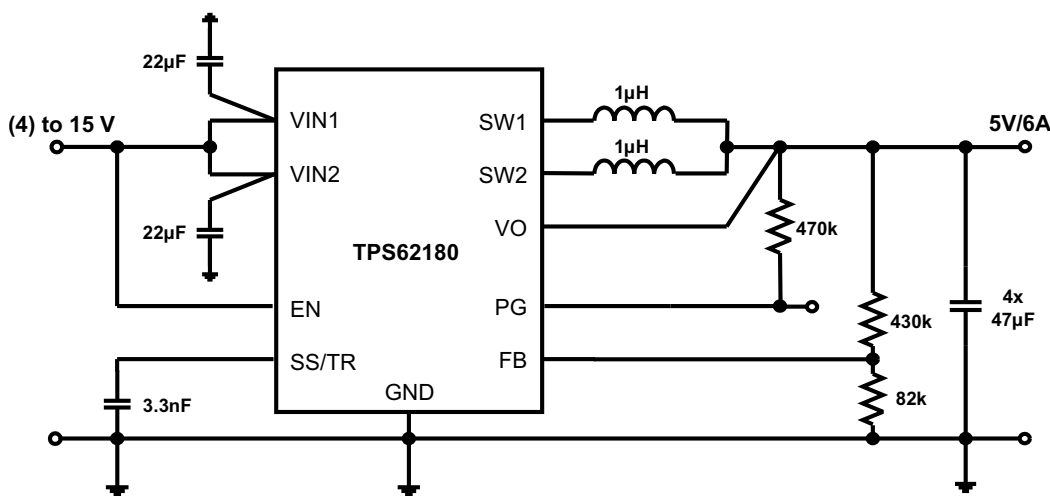 22µF
(4) to 15 V
VIN1
VIN2
22µF
EN
SS/TR
3.3nF
TPS62180
GND
SW1
SW2
VO
PG
FB
1µH
1µH
5V/6A
470k
430k
82k
4x
47µF